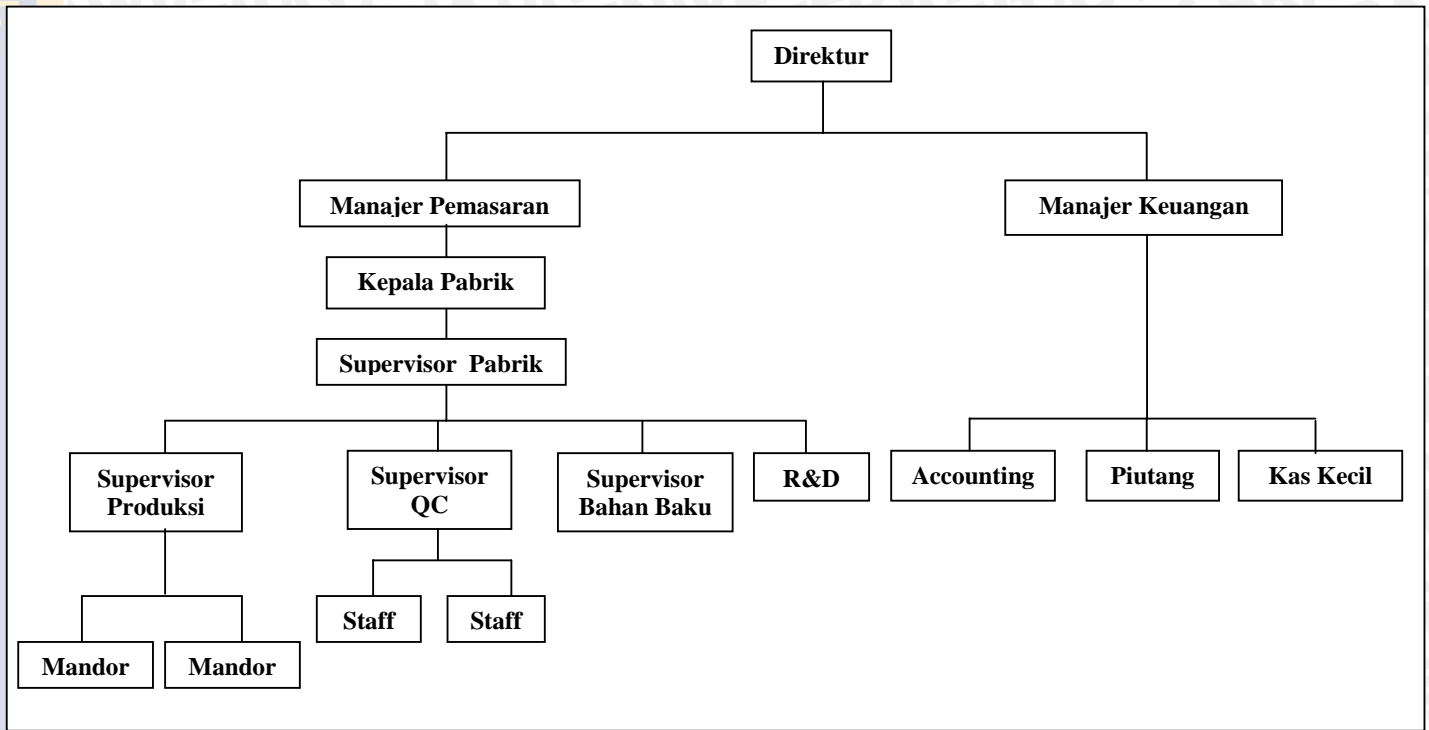 Direktur
Manajer Pemasaran
Manajer Keuangan
Kepala Pabrik
Supervisor Pabrik
Supervisor
Produksi
Supervisor
QC
Supervisor
Bahan Baku
R&D
Accounting
Piutang
Kas Kecil
Staff
Staff
Mandor
Mandor